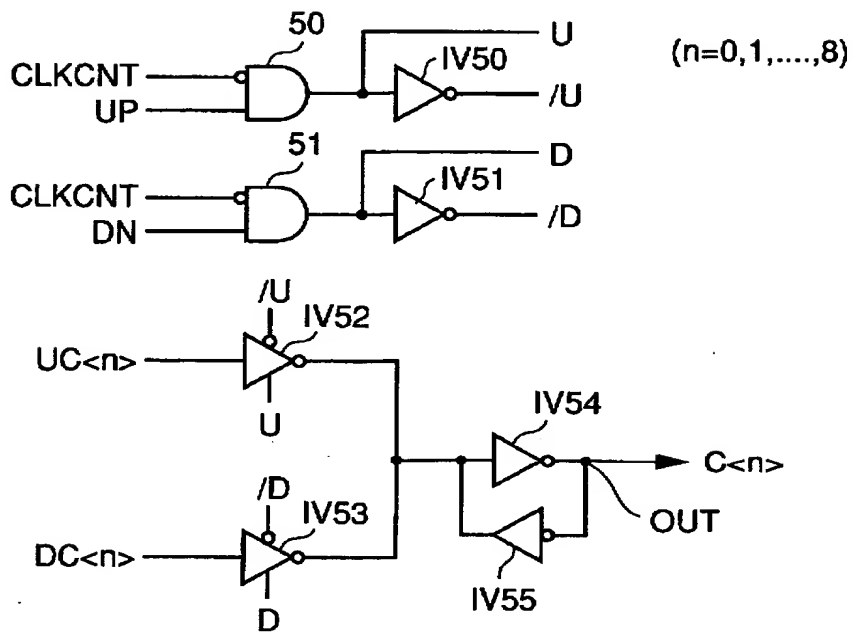 50
U
(n=0,1,....,8)
CLKCNT
IV50
UP
/U
51
D
CLKCNT
IV51
DN
/D
/U
IV52
UC<n>
U
IV54
C<n>
/D
IV53
OUT
DC<n>
IV55
D